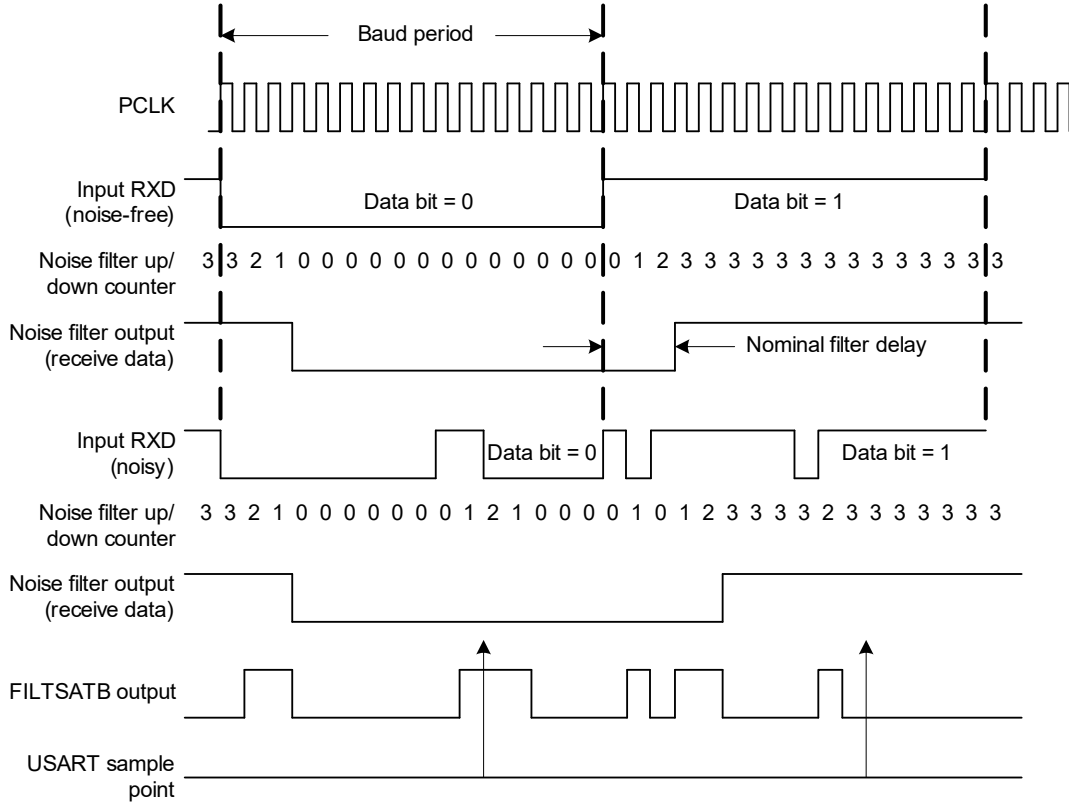 Baud period
PCLK
Input RXD
(noise-free)
Data bit = 0
Data bit = 1
Noise filter up/
down counter
3 3 2 1 0 0 0 0 0 0 0 0 0 0 0 0 0 0 1 2 3 3 3 3 3 3 3 3 3 3 3 3 3 3
Noise filter output
(receive data)
Nominal filter delay
Input RXD
(noisy)
Data bit = 0
Data bit = 1
Noise filter up/
down counter
3 3 2 1 0 0 0 0 0 0 0 1 2 1 0 0 0 0 1 0 1 2 3 3 3 3 2 3 3 3 3 3 3 3
Noise filter output
(receive data)
FILTSATB output
USART sample
point